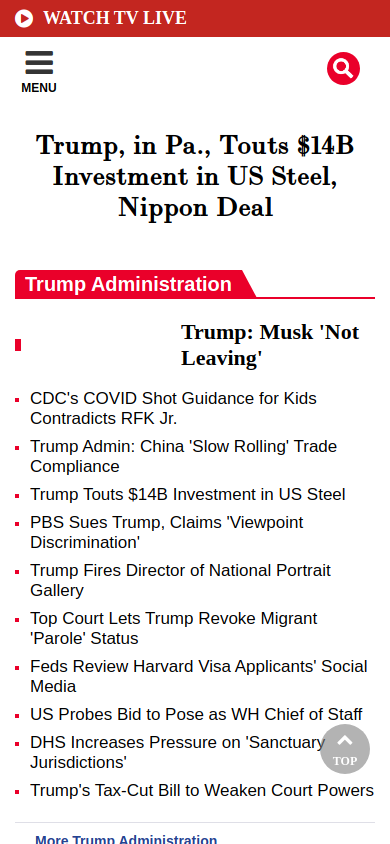 WATCH TV LIVE
MENU
Trump, in Pa., Touts $14B
Investment in US Steel,
Nippon Deal
Trump Administration
Trump: Musk 'Not
Leaving'
CDC's COVID Shot Guidance for Kids
Contradicts RFK Jr.
Trump Admin: China 'Slow Rolling' Trade
Compliance
Trump Touts $14B Investment in US Steel
PBS Sues Trump, Claims 'Viewpoint
Discrimination'
Trump Fires Director of National Portrait
Gallery
Top Court Lets Trump Revoke Migrant
'Parole' Status
Feds Review Harvard Visa Applicants' Social
Media
US Probes Bid to Pose as WH Chief of Staff
DHS Increases Pressure on 'Sanctuary
Jurisdictions'
TOP
Trump's Tax-Cut Bill to Weaken Court Powers
More Trump Administration